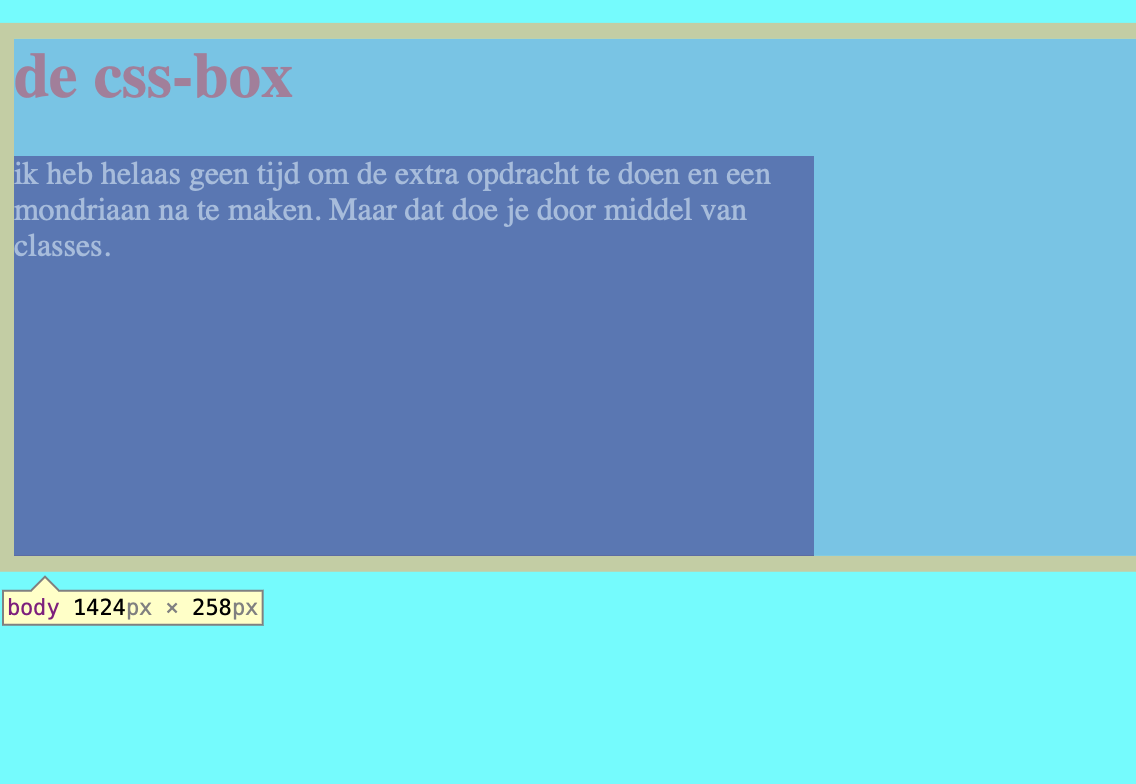 de css-box
ik heb helaas geen tijd om de extra opdracht te doen en een
mondriaan na te maken. Maar dat doe je door middel van
classes.
body 1424px × 258px